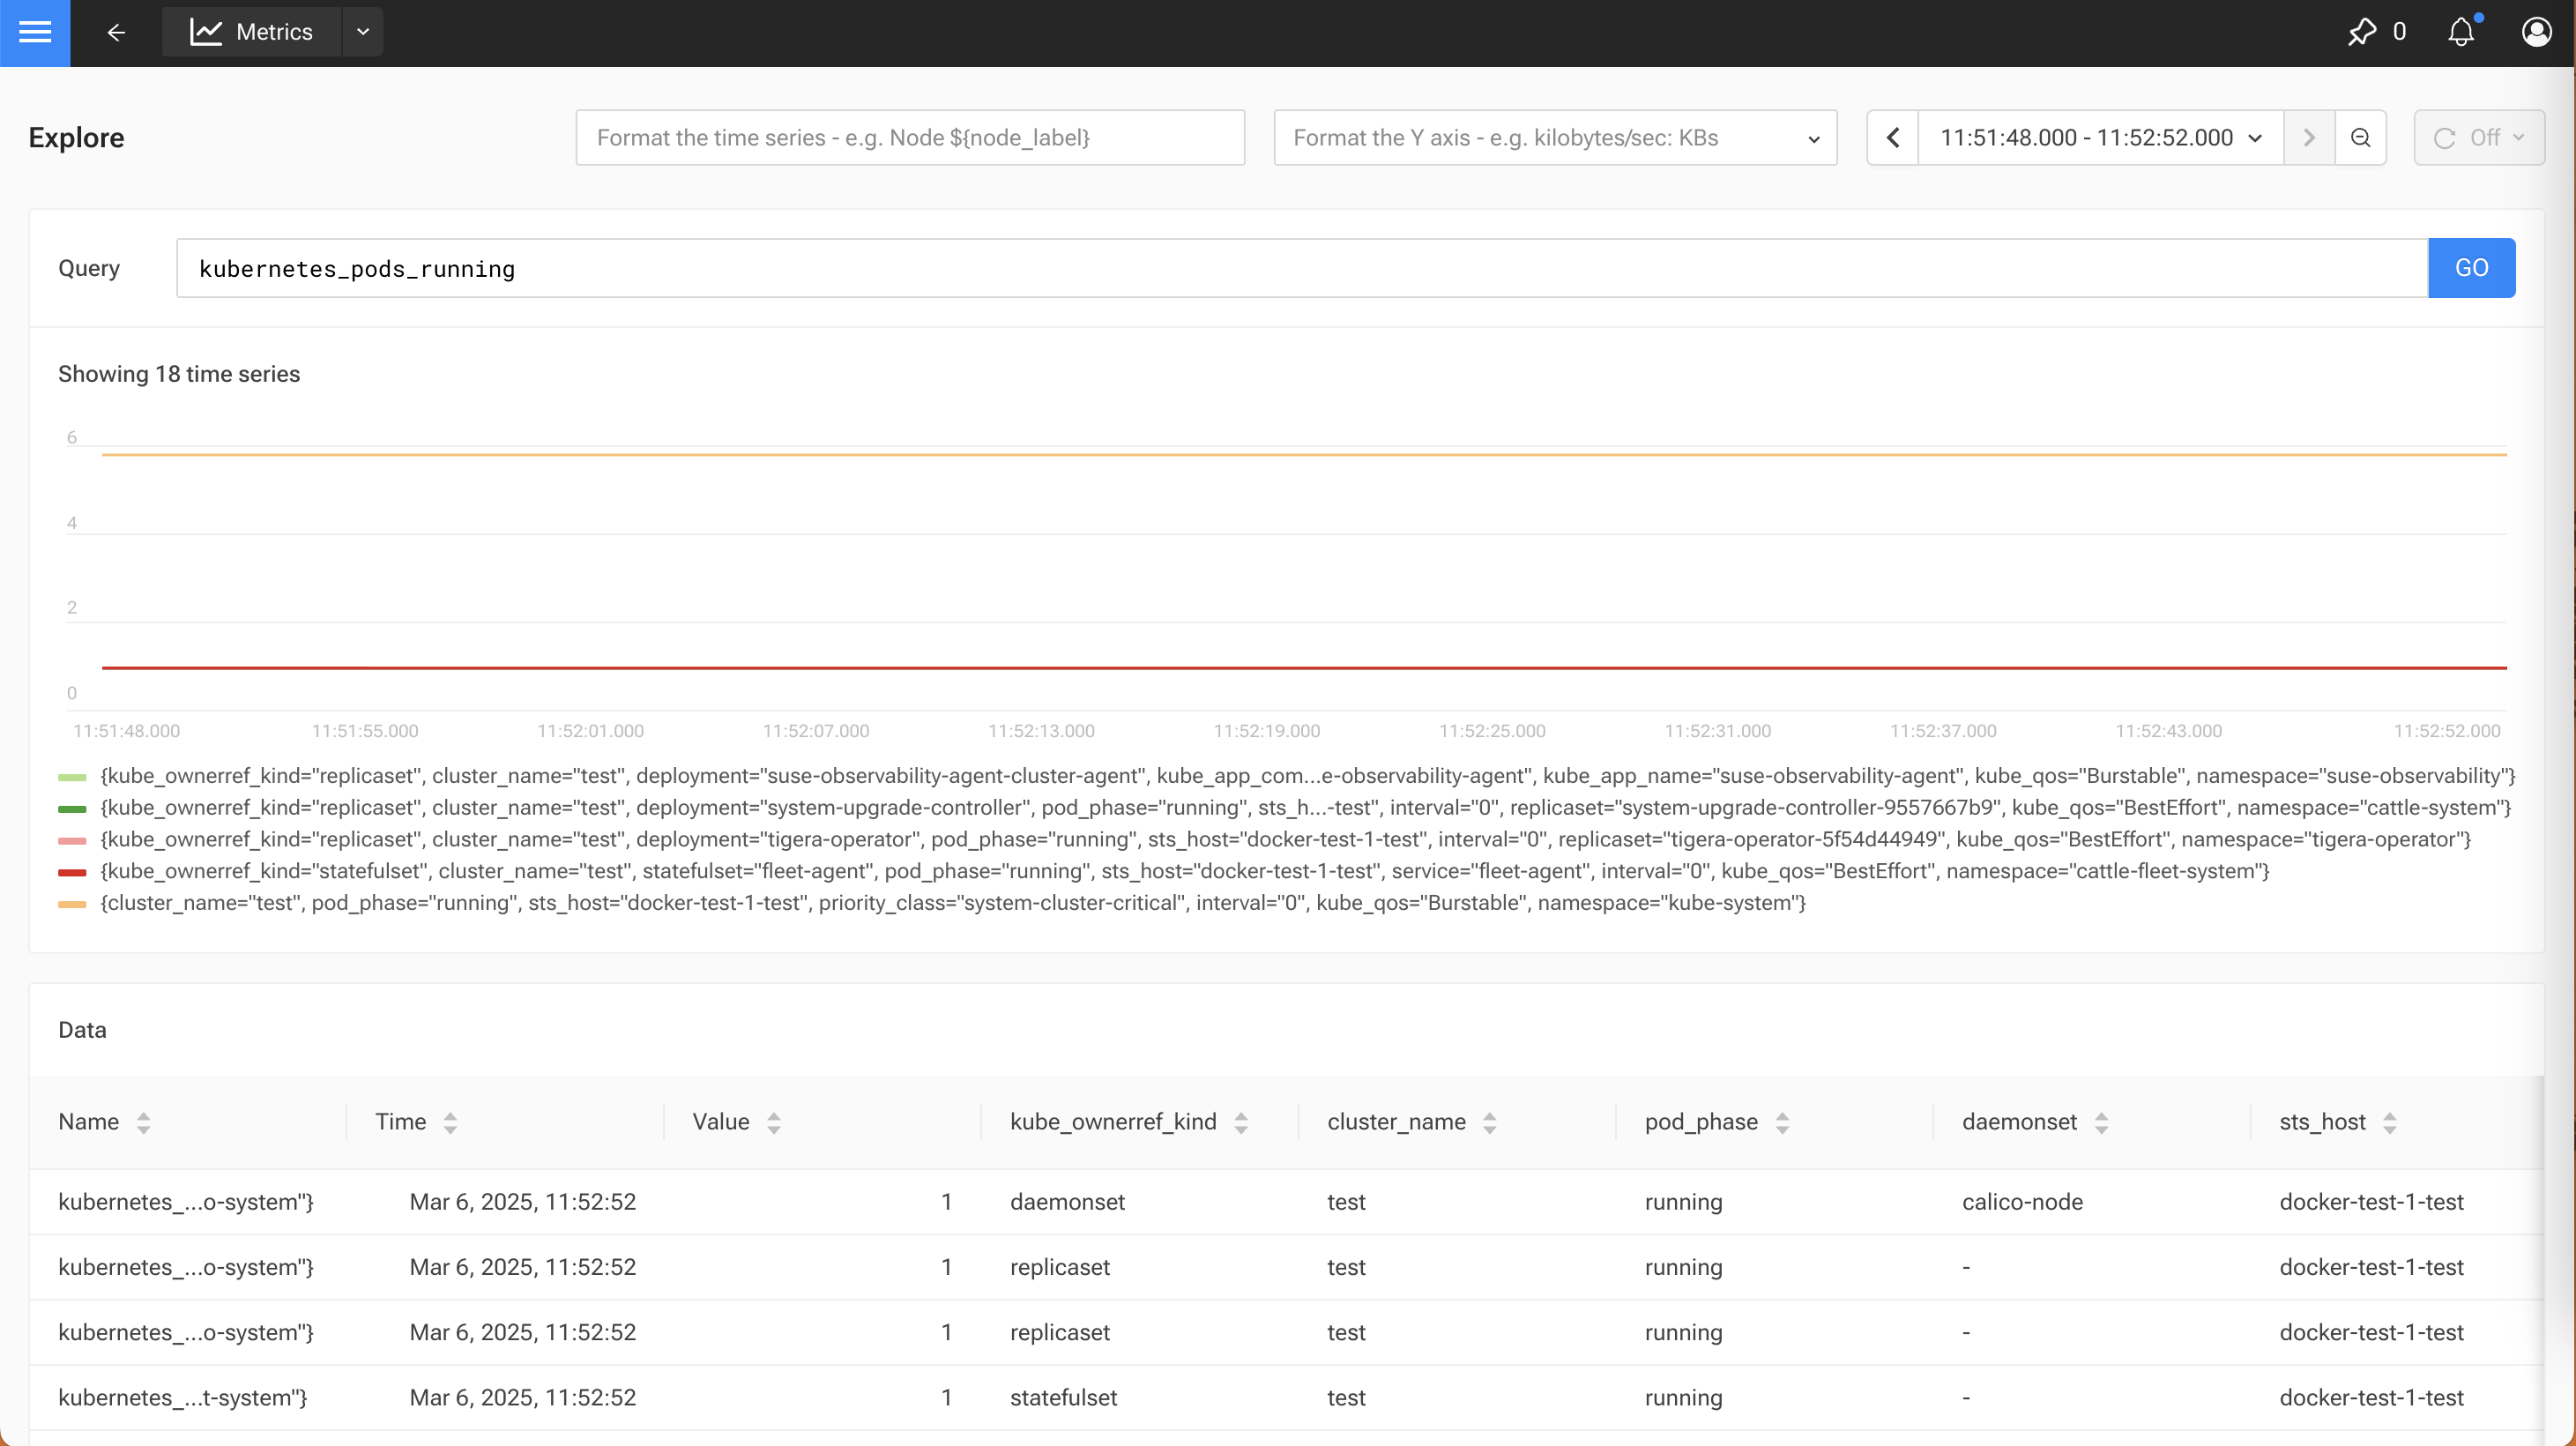 Metrics
0
Explore
Format the time series - e.g. Node ${node_label}
Format the Y axis - e.g. kilobytes/sec: KBs
11:51:48.000 - 11:52:52.000
Off
Query
kubernetes_pods_running
GO
Showing 18 time series
6
4
2
0
11:51:48.000 11:51:55.000 11:52:01.000 11:52:07.000 11:52:13.000 11:52:19.000 11:52:25.000 11:52:31.000 11:52:37.000 11:52:43.000 11:52:52.000
{kube_ownerref_kind="replicaset", cluster_name="test", deployment="suse-observability-agent-cluster-agent", kube_app_com...e-observability-agent", kube_app_name="suse-observability-agent", kube_qos="Burstable", namespace="suse-observability"}
{kube_ownerref_kind="replicaset", cluster_name="test", deployment="system-upgrade-controller", pod_phase="running", sts_h...-test", interval="0", replicaset="system-upgrade-controller-9557667b9", kube_qos="BestEffort", namespace="cattle-system"}
{kube_ownerref_kind="replicaset", cluster_name="test", deployment="tigera-operator", pod_phase="running", sts_host="docker-test-1-test", interval="0", replicaset="tigera-operator-5f54d44949", kube_qos="BestEffort", namespace="tigera-operator"}
{kube_ownerref_kind="statefulset", cluster_name="test", statefulset="fleet-agent", pod_phase="running", sts_host="docker-test-1-test", service="fleet-agent", interval="0", kube_qos="BestEffort", namespace="cattle-fleet-system"}
{cluster_name="test", pod_phase="running", sts_host="docker-test-1-test", priority_class="system-cluster-critical", interval="0", kube_qos="Burstable", namespace="kube-system"}
Data
Name Time Value kube_ownerref_kind cluster_name pod_phase daemonset sts_host
kubernetes_...o-system"} Mar 6, 2025, 11:52:52 1 daemonset test running calico-node docker-test-1-test
kubernetes_...o-system"} Mar 6, 2025, 11:52:52 1 replicaset test running - docker-test-1-test
kubernetes_...o-system"} Mar 6, 2025, 11:52:52 1 replicaset test running - docker-test-1-test
kubernetes_...t-system"} Mar 6, 2025, 11:52:52 1 statefulset test running - docker-test-1-test